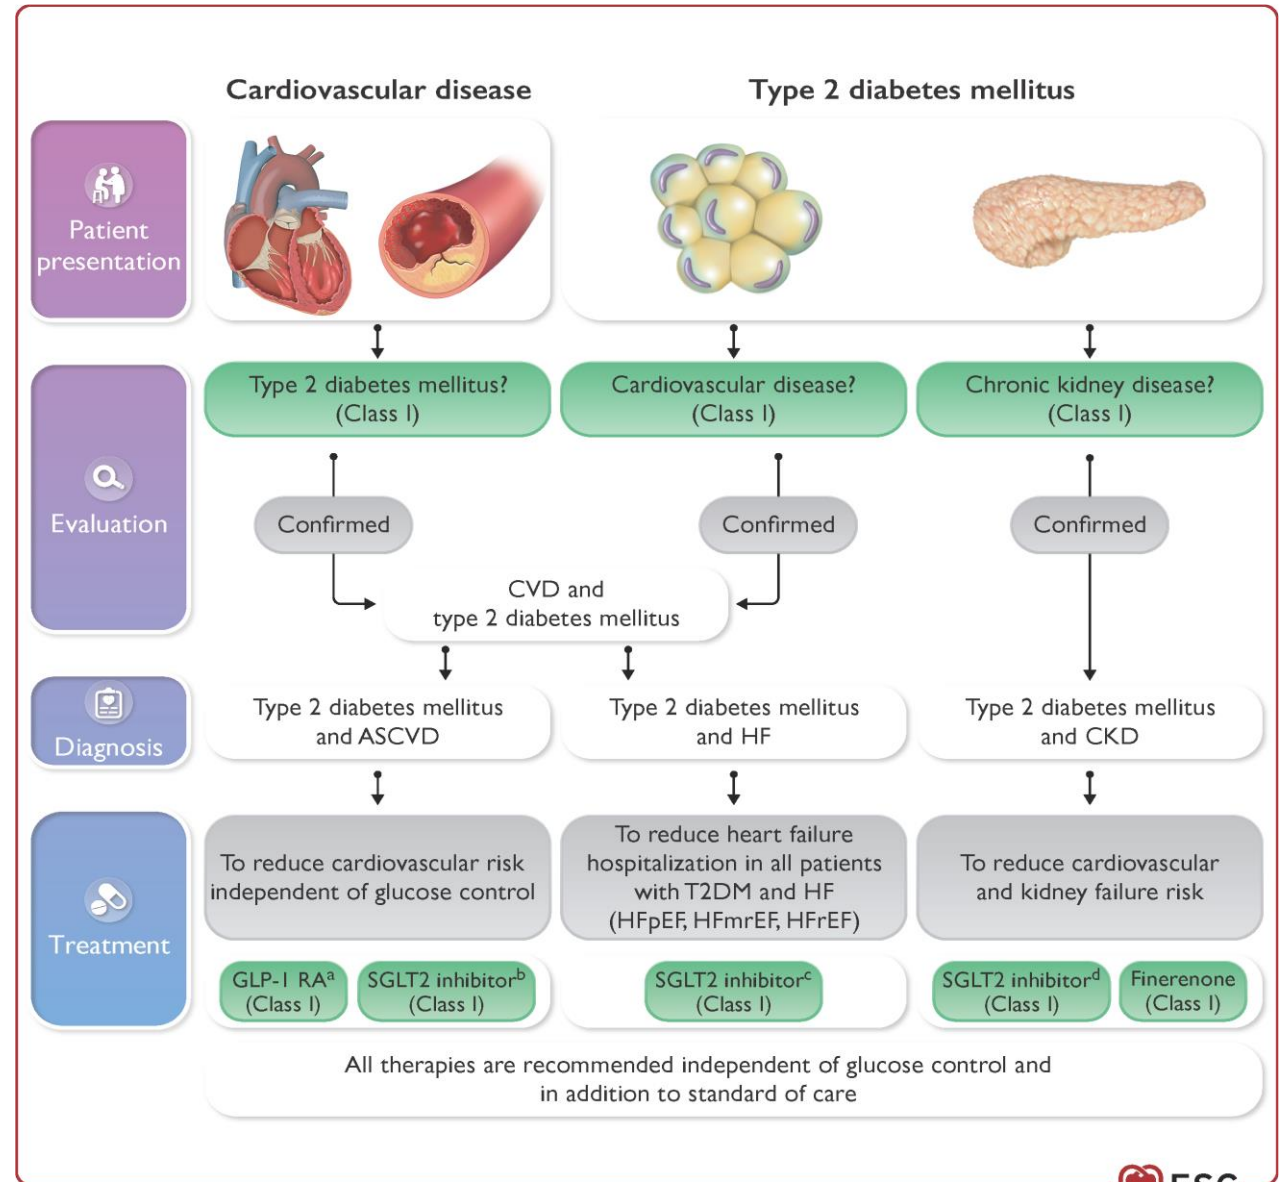 Cardiovascular disease
Type 2 diabetes mellitus
Patient
presentation
Type 2 diabetes mellitus?
(Class I)
Cardiovascular disease?
(Class I)
Chronic kidney disease?
(Class I)
Evaluation
Confirmed
Confirmed
Confirmed
CVD and
type 2 diabetes mellitus
Diagnosis
Type 2 diabetes mellitus
and ASCVD
Type 2 diabetes mellitus
and HF
Type 2 diabetes mellitus
and CKD
Treatment
To reduce cardiovascular risk
independent of glucose control
To reduce heart failure
hospitalization in all patients
with T2DM and HF
(HFpEF, HFmrEF, HFrEF)
To reduce cardiovascular
and kidney failure risk
GLP-1 RAᵃ
(Class I)
SGLT2 inhibitorᵇ
(Class I)
SGLT2 inhibitorᶜ
(Class I)
SGLT2 inhibitorᵈ
(Class I)
Finerenone
(Class I)
All therapies are recommended independent of glucose control and
in addition to standard of care
ESC